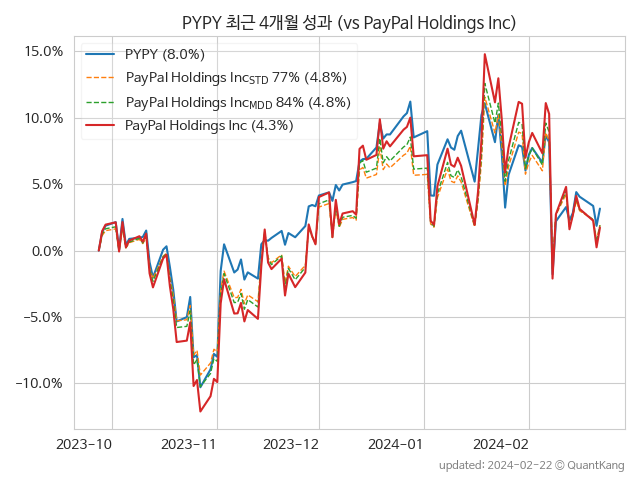 PYPY 최근 4개월 성과 (vs PayPal Holdings Inc)
15.0%
10.0%
5.0%
0.0%
−5.0%
−10.0%
PYPY (8.0%)
PayPal Holdings IncSTD 77% (4.8%)
PayPal Holdings IncMDD 84% (4.8%)
PayPal Holdings Inc (4.3%)
2023-10 2023-11 2023-12 2024-01 2024-02
updated: 2024-02-22 ⓒ QuantKang